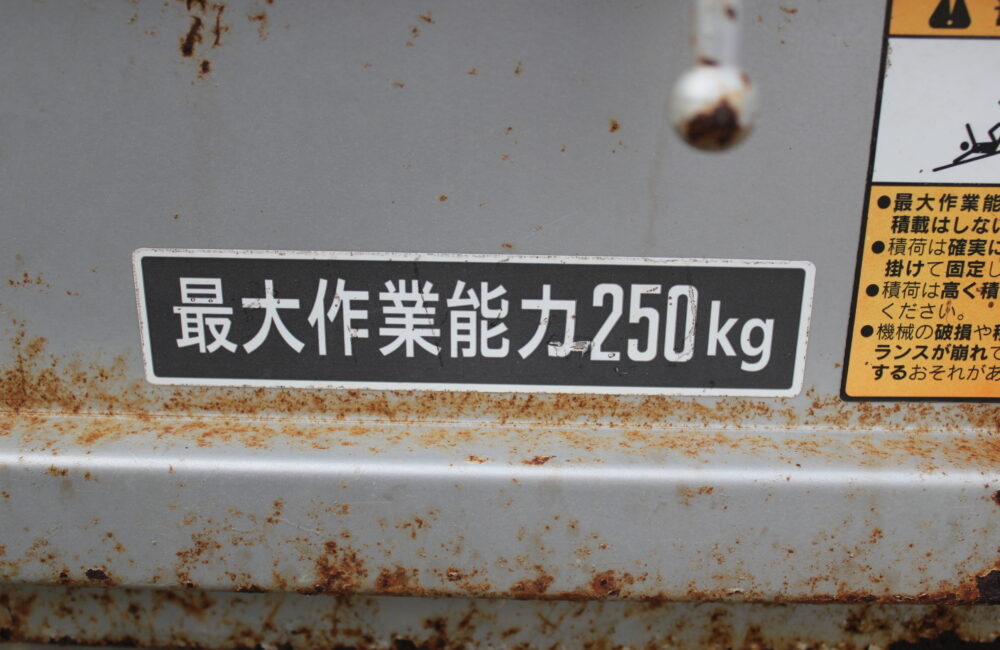 最大作業能力250kg
●最大作業能
積載はしない
●積荷は確実に
掛けて固定し
●積荷は高く積
ください。
●機械の破損や
ランスが崩れて
するおそれがあ